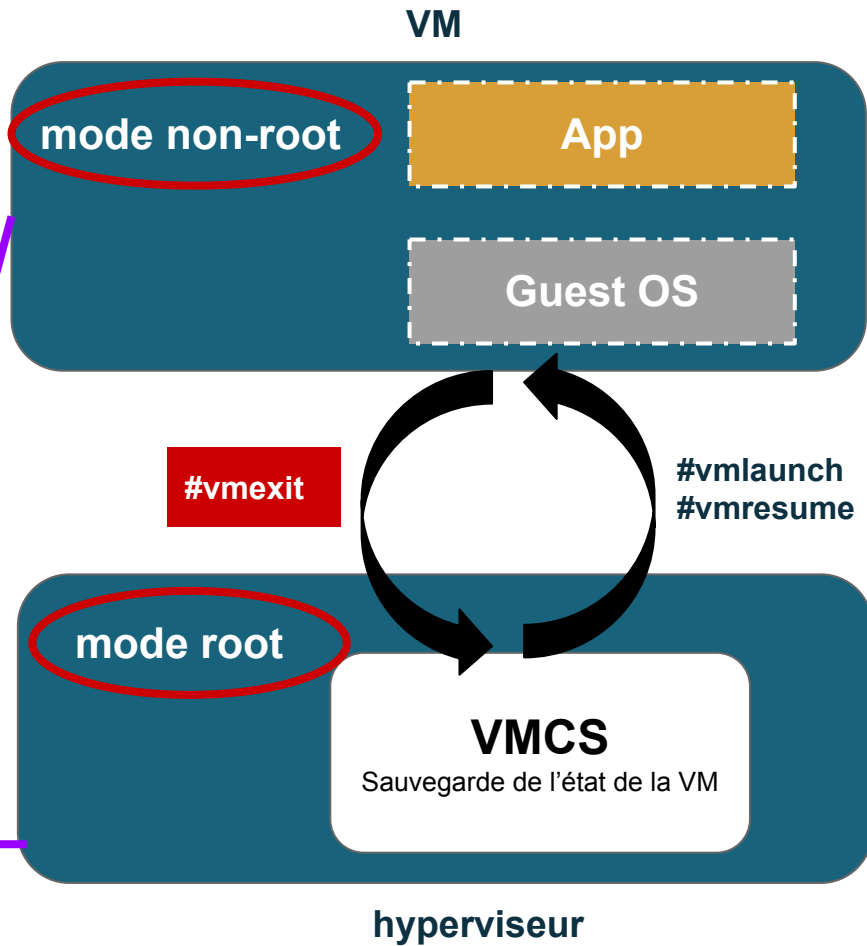 VM
mode non-root
App
Guest OS
#vmexit
#vmlaunch
#vmresume
mode root
VMCS
Sauvegarde de l’état de la VM
hyperviseur